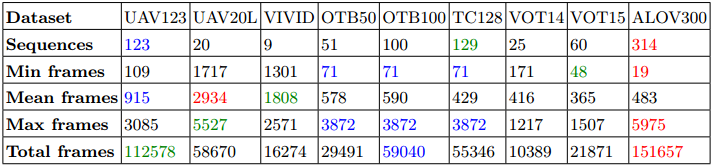 Dataset UAV123 UAV20L VIVID OTB50 OTB100 TC128 VOT14 VOT15 ALOV300
Sequences 123 20 9 51 100 129 25 60 314
Min frames 109 1717 1301 71 71 71 171 48 19
Mean frames 915 2934 1808 578 590 429 416 365 483
Max frames 3085 5527 2571 3872 3872 3872 1217 1507 5975
Total frames 112578 58670 16274 29491 59040 55346 10389 21871 151657